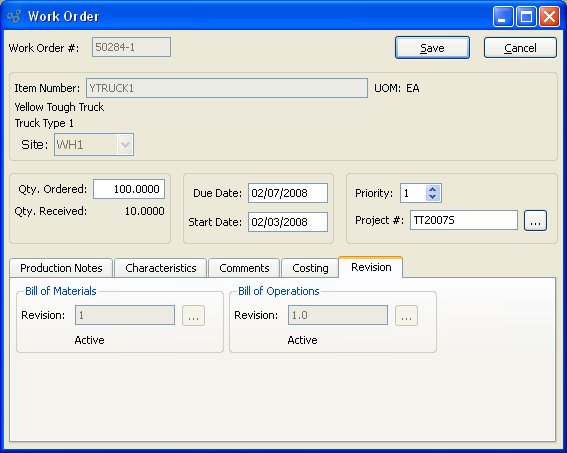 Work Order
Work Order #: 50284-1 Save Cancel
Item Number: YTRUCK1 UOM: EA
Yellow Tough Truck
Truck Type 1
Site: WH1
Qty. Ordered: 100.0000 Due Date: 02/07/2008 Priority: 1
Qty. Received: 10.0000 Start Date: 02/03/2008 Project #: TT2007S ...
Production Notes Characteristics Comments Costing Revision
Bill of Materials Bill of Operations
Revision: 1 ... Revision: 1.0 ...
Active Active